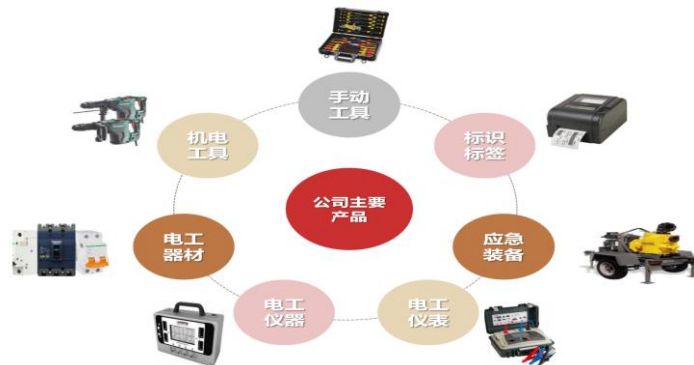 手动
工具
标识
标签
应急
装备
电工
仪表
电工
仪器
电工
器材
机电
工具
公司主要
产品